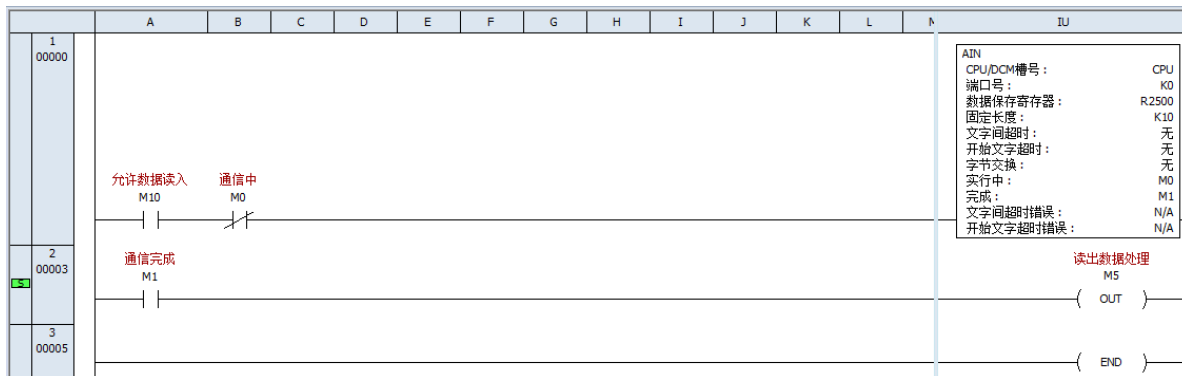 A B C D E F G H I J K L M IU
1
00000
AIN
CPU/DCM槽号： CPU
端口号： K0
数据保存寄存器： R2500
固定长度： K10
文字间超时： 无
开始文字超时： 无
字节交换： 无
实行中： M0
完成： M1
文字间超时错误： N/A
开始文字超时错误： N/A
允许数据读入 通信中
M10 M0
2
00003
S
通信完成
M1
读出数据处理
M5
OUT
3
00005
END